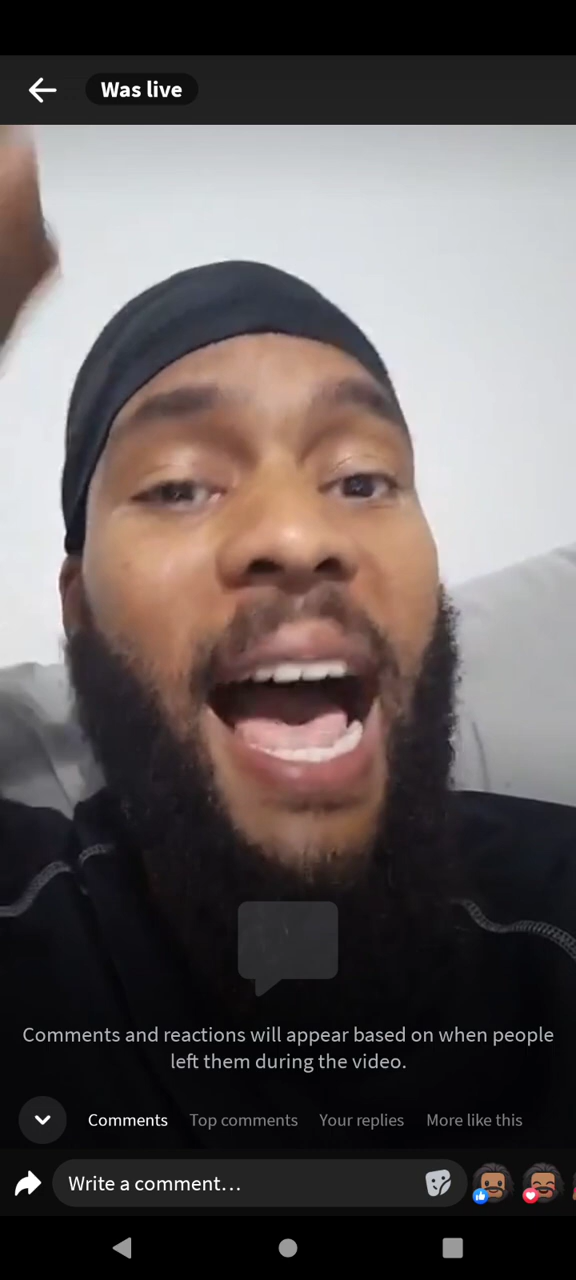 Was live
Comments and reactions will appear based on when people
left them during the video.
Comments Top comments Your replies More like this
Write a comment…